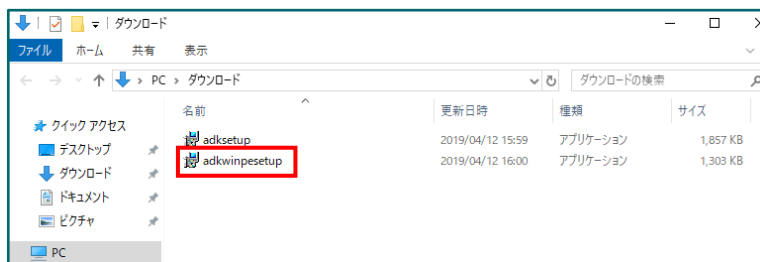 ダウンロード
ファイル ホーム 共有 表示
PC ダウンロード ダウンロードの検索
名前 更新日時 種類 サイズ
クイック アクセス
adksetup 2019/04/12 15:59 アプリケーション 1,857 KB
デスクトップ
adkwinpesetup 2019/04/12 16:00 アプリケーション 1,303 KB
ダウンロード
ドキュメント
ピクチャ
PC